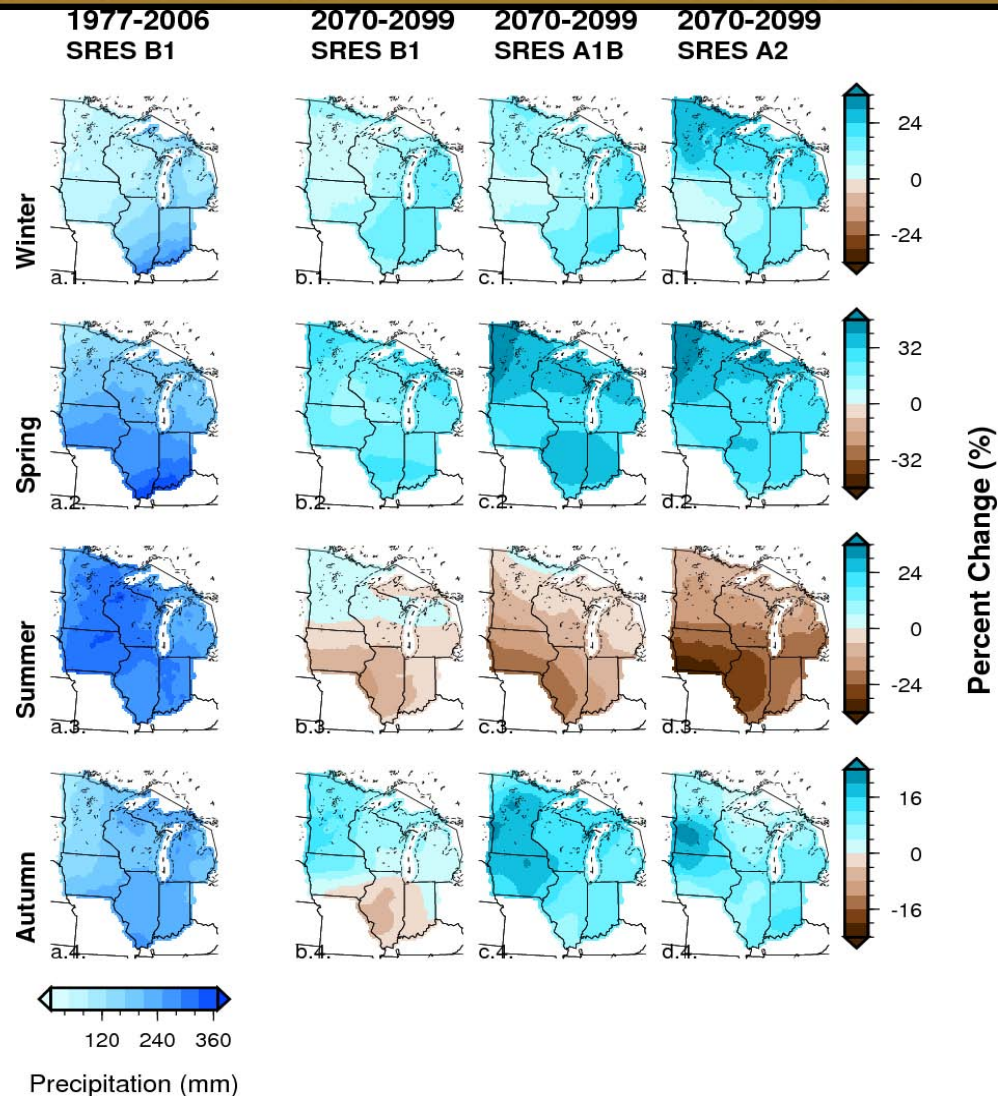 1977-2006 2070-2099 2070-2099 2070-2099
SRES B1 SRES B1 SRES A1B SRES A2
Winter
a.1. b.1. c.1. d.1.
24
0
-24
Spring
a.2. b.2. c.2. d.2.
32
0
-32
Summer
a.3. b.3. c.3. d.3.
24
0
-24
Autumn
a.4. b.4. c.4. d.4.
16
0
-16
Percent Change (%)
120 240 360
Precipitation (mm)